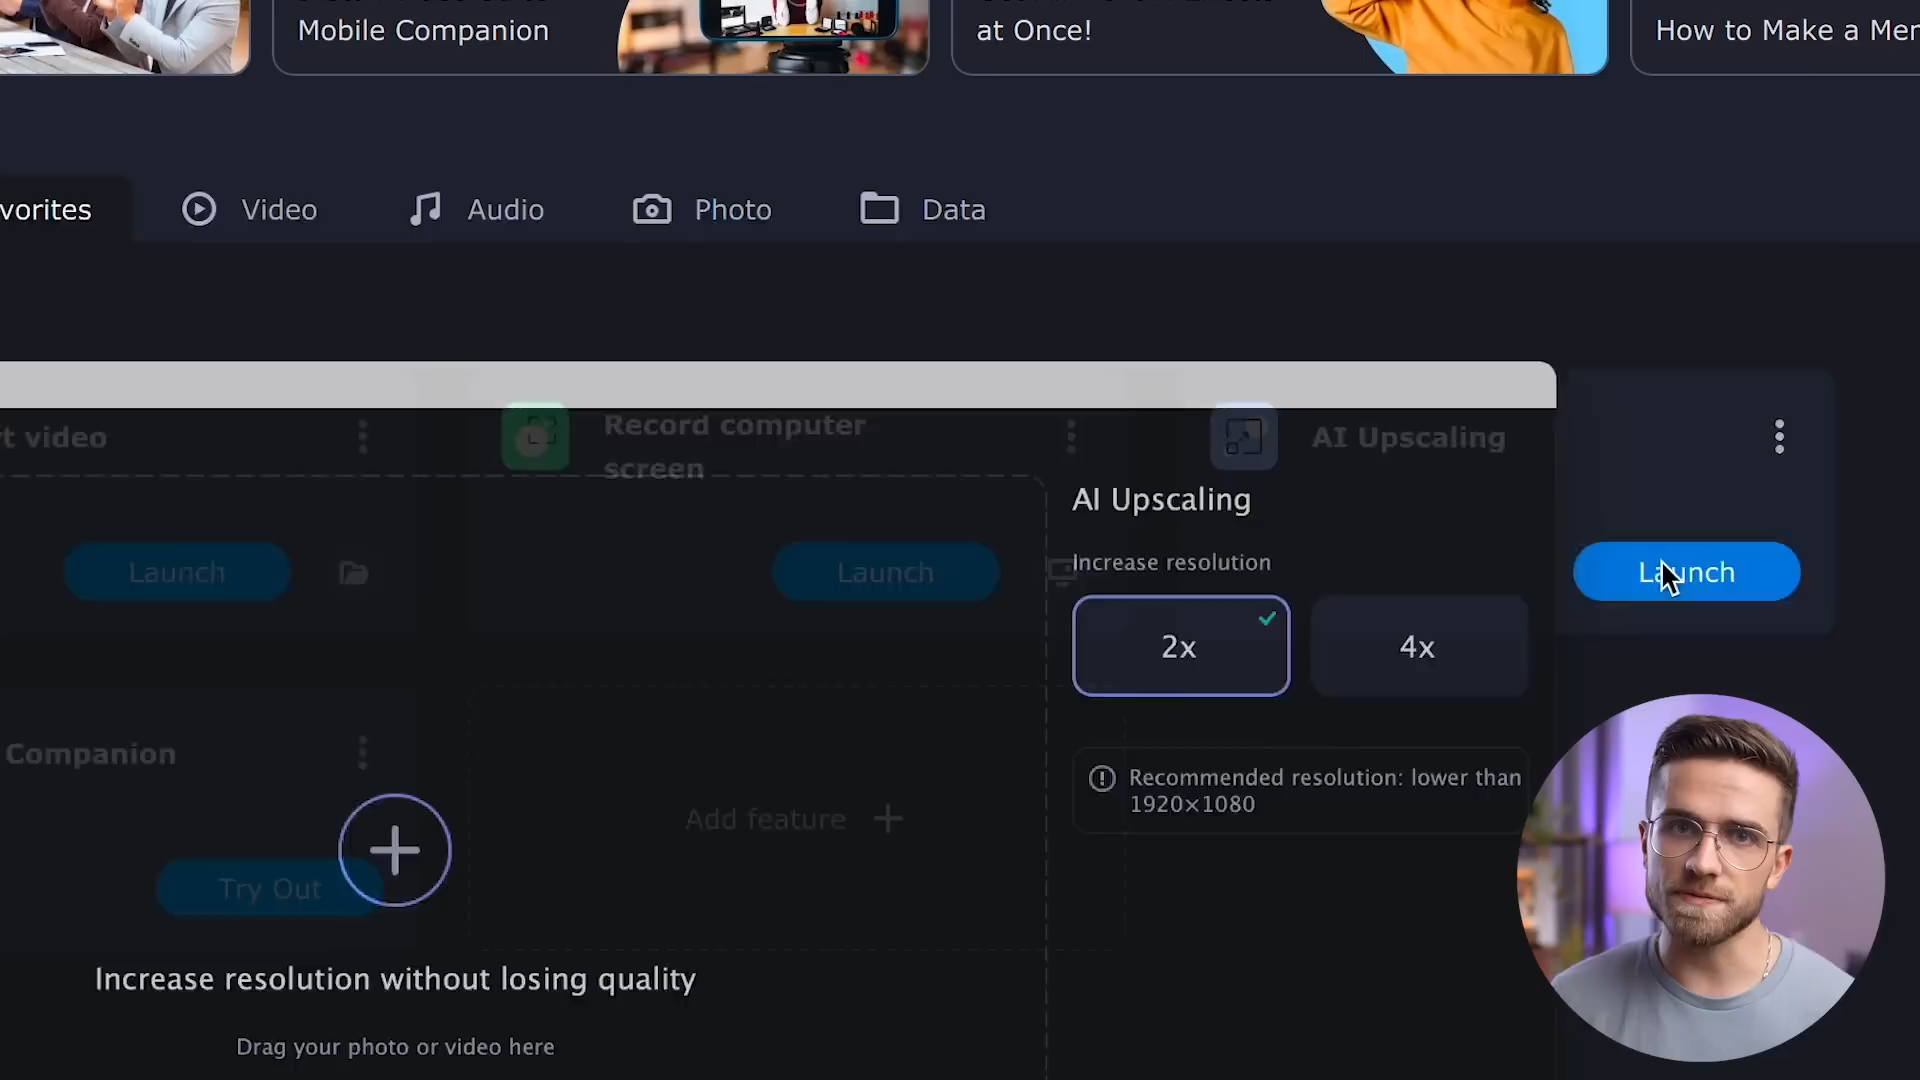 Mobile Companion
at Once!
How to Make a Mer
vorites
Video
Audio
Photo
Data
t video
Record computer
screen
AI Upscaling
AI Upscaling
Increase resolution
Launch
Launch
Launch
2x
4x
Companion
Recommended resolution: lower than
1920×1080
Add feature
Try Out
Increase resolution without losing quality
Drag your photo or video here